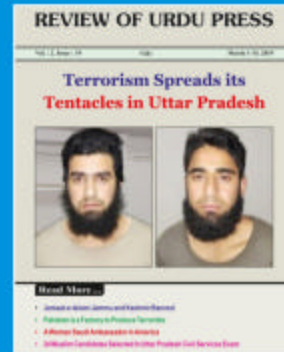 REVIEW OF URDU PRESS
Terrorism Spreads its
Tentacles in Uttar Pradesh
Read More...
Jamaat-e-Islami Jammu and Kashmir Banned
Pakistan is a Factory to Produce Terrorists
A Woman Saudi Ambassador in America
Muslim Candidates Selected in Uttar Pradesh Civil Services Exam